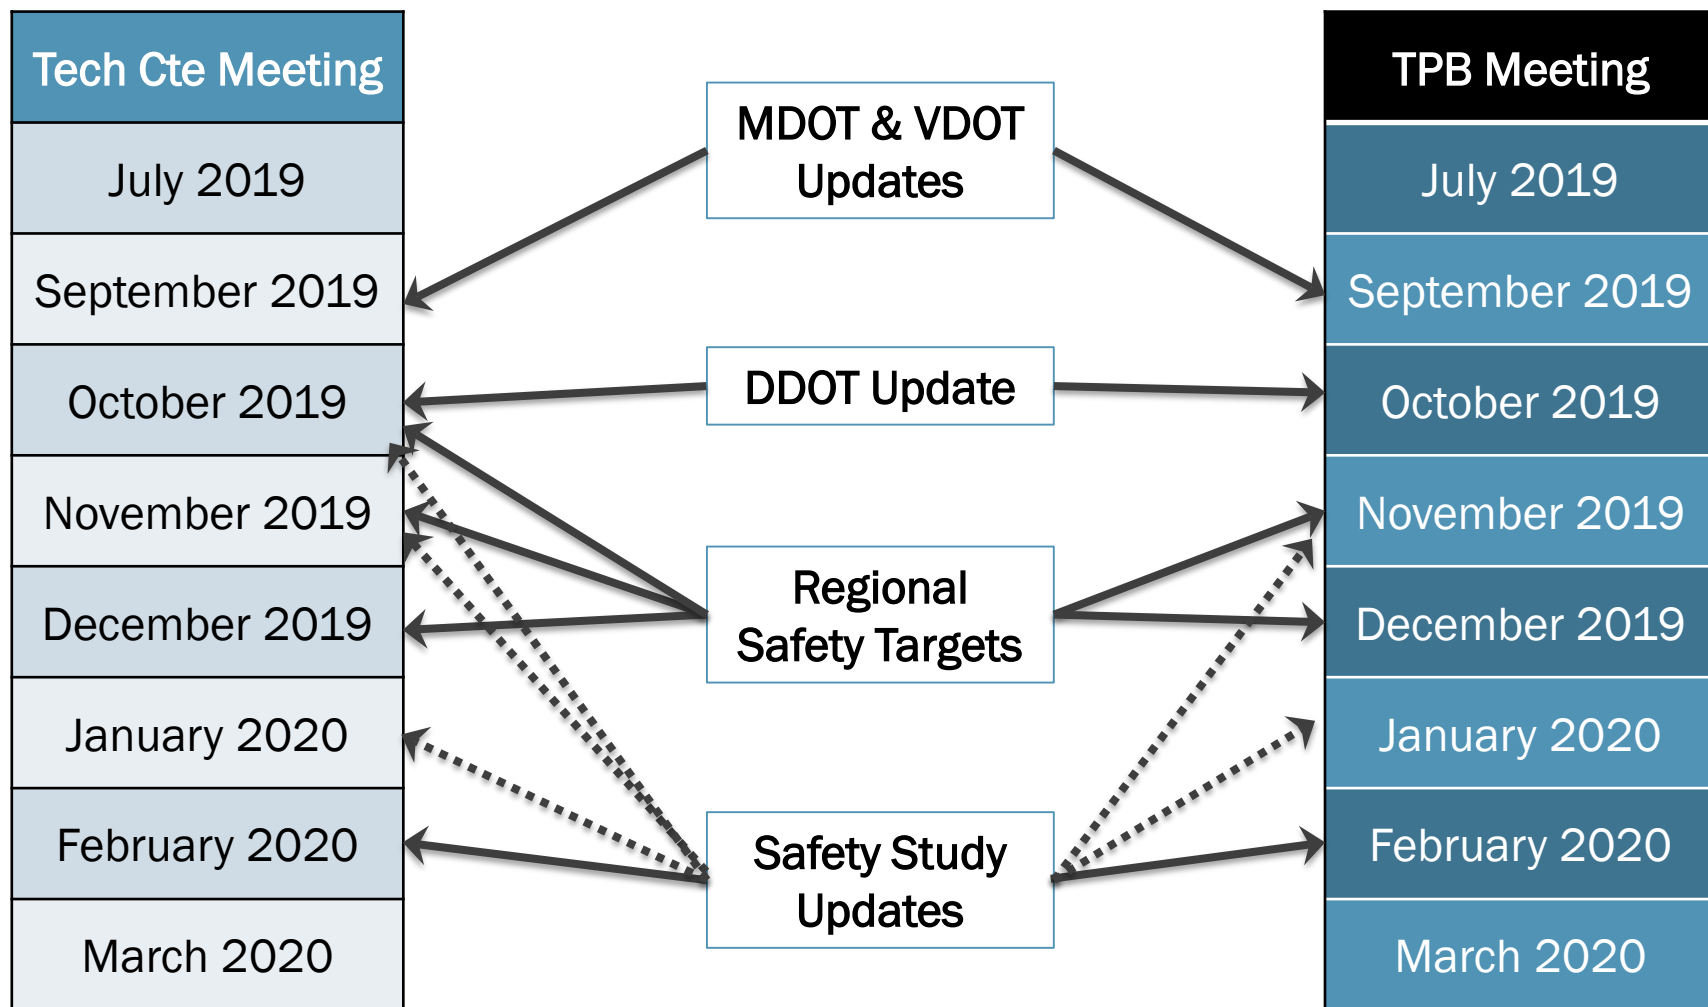 Tech Cte Meeting
July 2019
September 2019
October 2019
November 2019
December 2019
January 2020
February 2020
March 2020
MDOT & VDOT
Updates
DDOT Update
Regional
Safety Targets
Safety Study
Updates
TPB Meeting
July 2019
September 2019
October 2019
November 2019
December 2019
January 2020
February 2020
March 2020